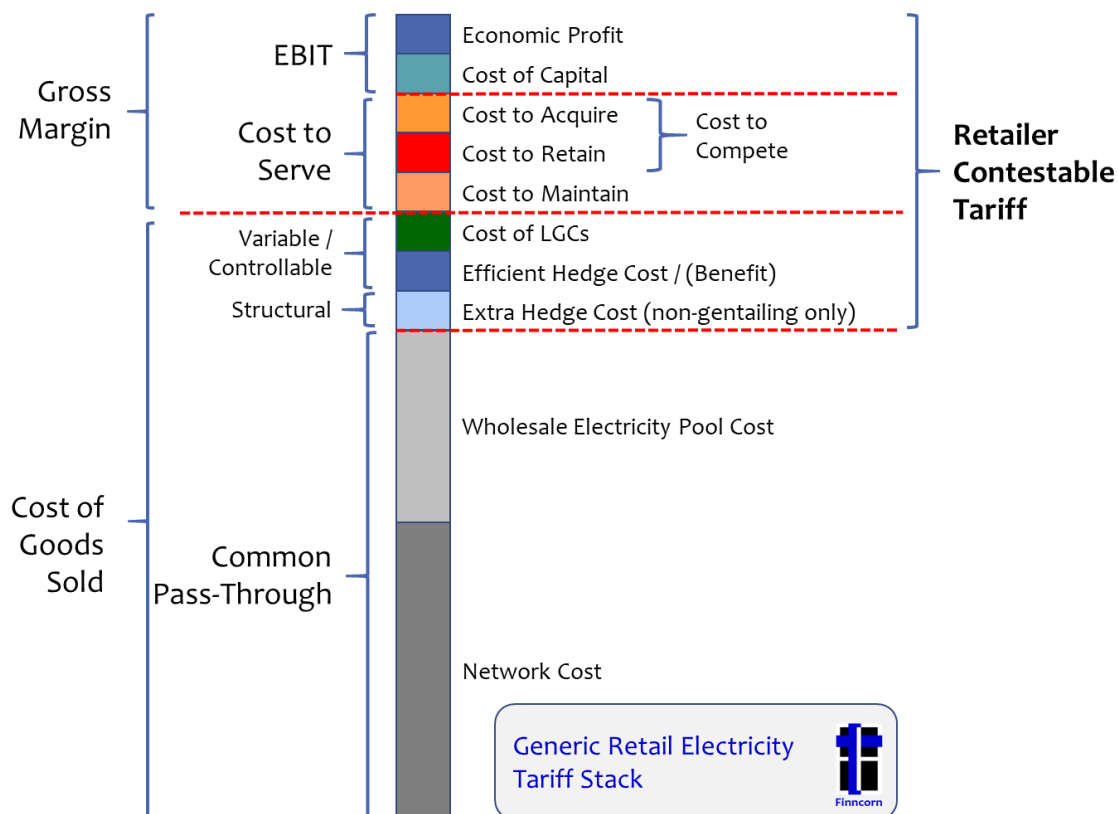 Gross
Margin
EBIT
Economic Profit
Cost of Capital
Cost to
Serve
Cost to Acquire
Cost to Retain
Cost to Maintain
Cost to
Compete
Retailer
Contestable
Tariff
Variable /
Controllable
Cost of LGCs
Efficient Hedge Cost / (Benefit)
Structural
Extra Hedge Cost (non-gentailing only)
Wholesale Electricity Pool Cost
Cost of
Goods
Sold
Common
Pass-Through
Network Cost
Generic Retail Electricity
Tariff Stack
Finncorn